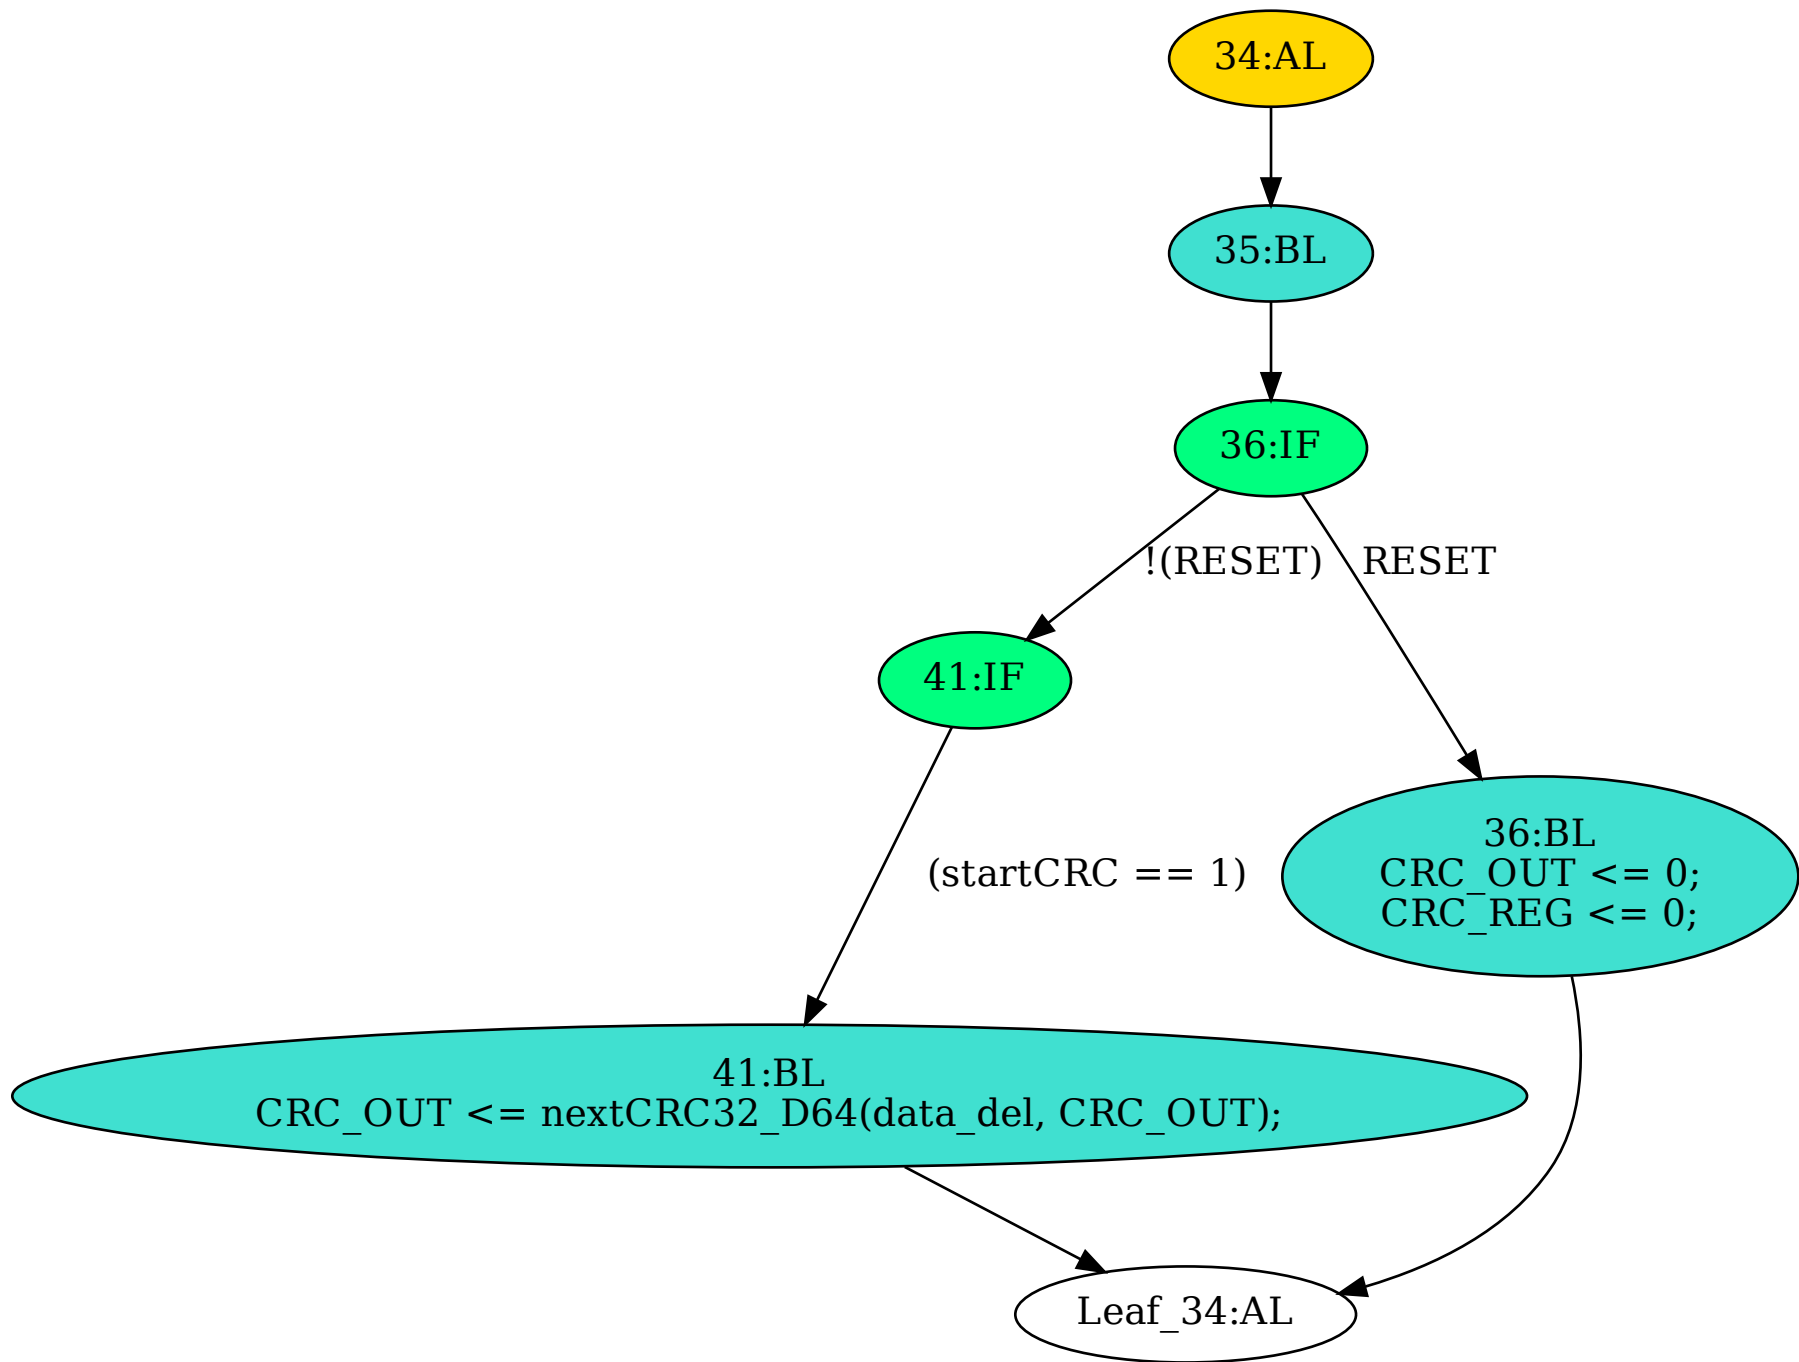 34:AL
35:BL
36:IF
!(RESET)
RESET
41:IF
36:BL
CRC_OUT <= 0;
CRC_REG <= 0;
(startCRC == 1)
41:BL
CRC_OUT <= nextCRC32_D64(data_del, CRC_OUT);
Leaf_34:AL